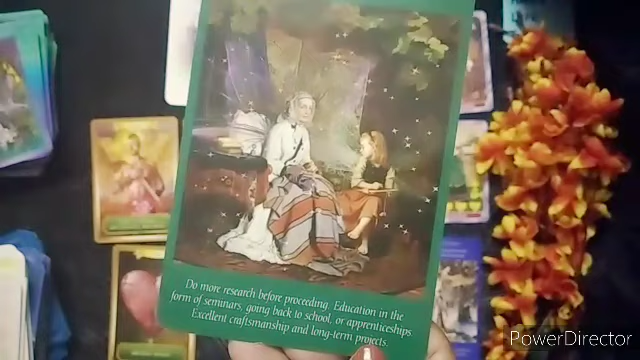 Do more research before proceeding. Education in the
form of seminars, going back to school, or apprenticeships.
Excellent craftsmanship and long-term projects.
PowerDirector